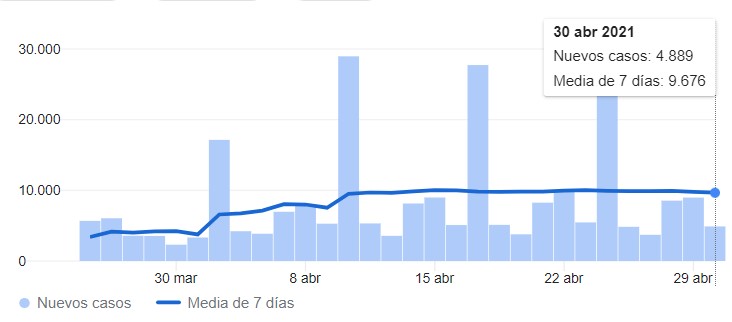 30 abr 2021
Nuevos casos: 4.889
Media de 7 días: 9.676
30.000
20.000
10.000
0
30 mar
8 abr
15 abr
22 abr
29 abr
Nuevos casos
Media de 7 días